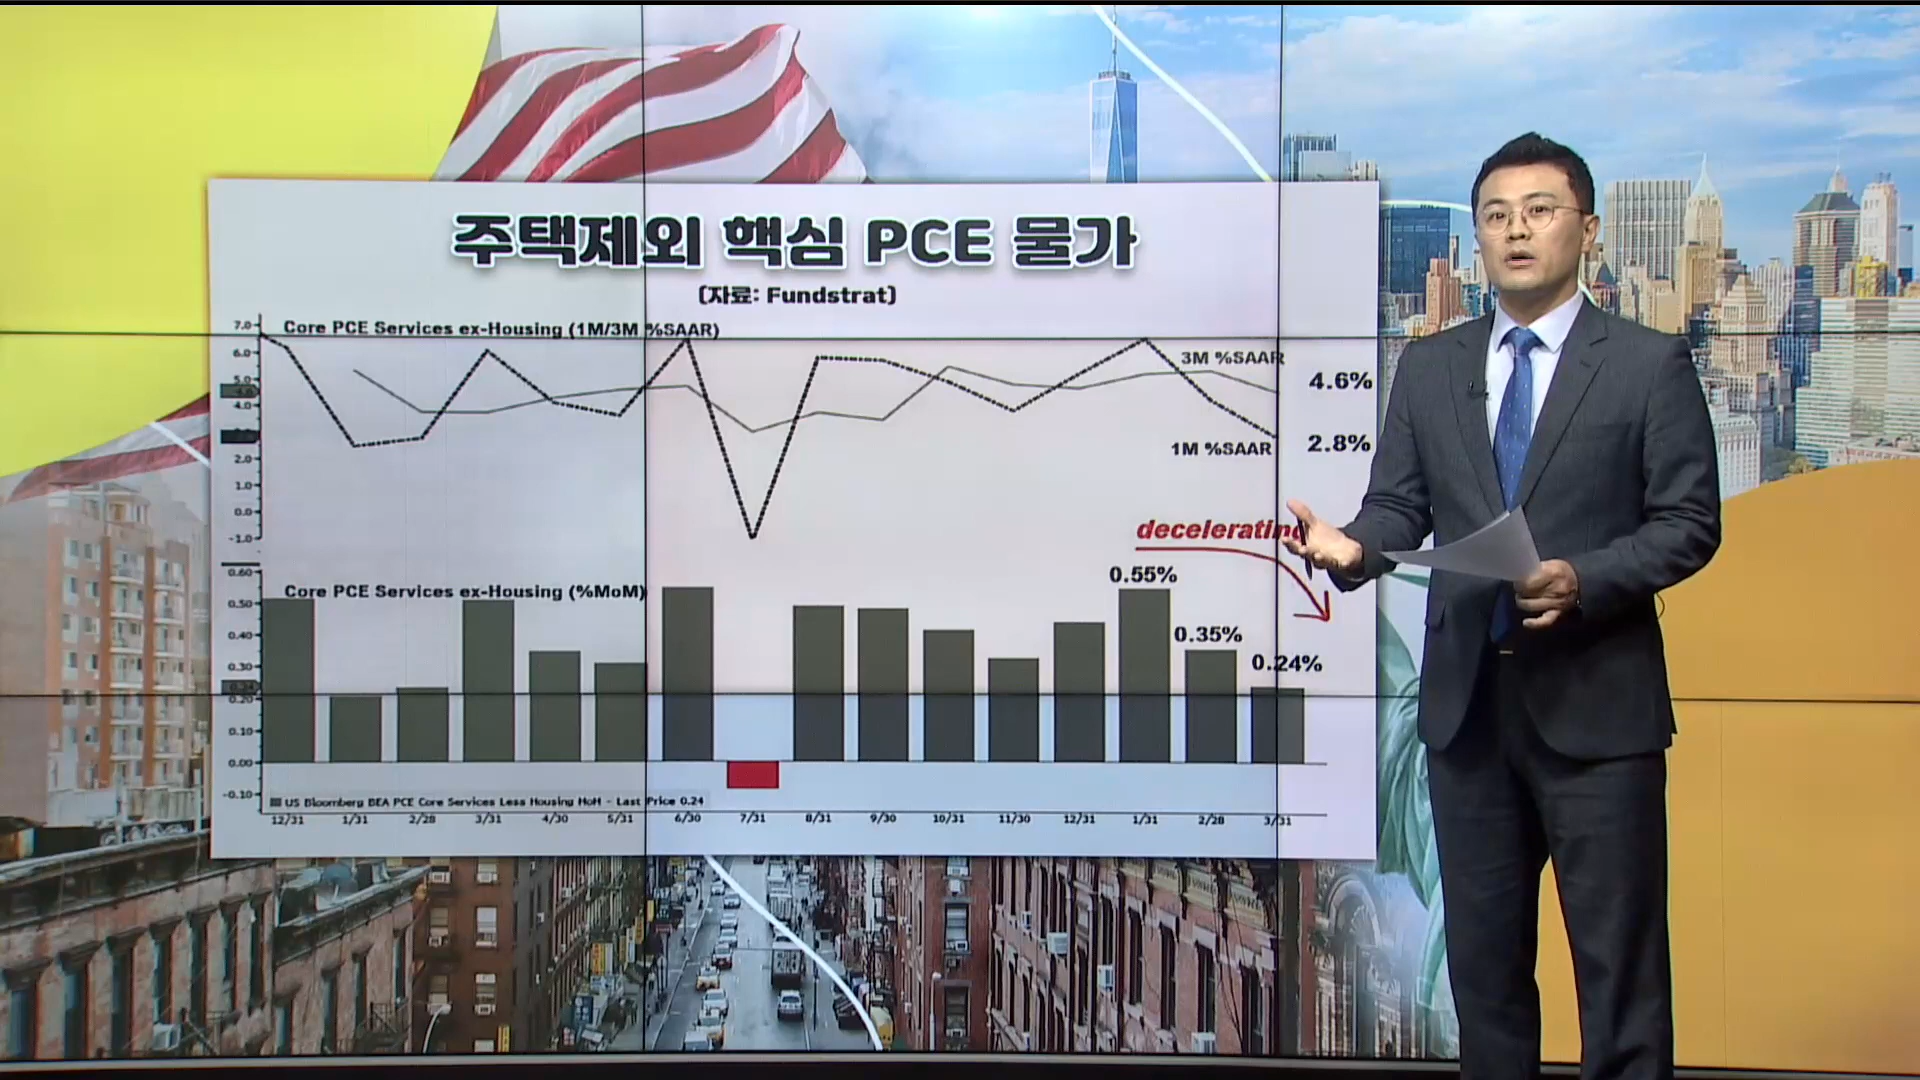 주택제외 핵심 PCE 물가
(자료: Fundstrat)
Core PCE Services ex-Housing (1M/3M %SAAR)
7.0
6.0
5.0
4.0
2.0
1.0
0.0
-1.0
3M %SAAR
4.6%
1M %SAAR
2.8%
decelerating
Core PCE Services ex-Housing (%MoM)
0.60
0.50
0.40
0.30
0.20
0.10
0.00
-0.10
0.55%
0.35%
0.24%
US Bloomberg BEA PCE Core Services Less Housing MoM - Last Price 0.24
12/31 1/31 2/28 3/31 4/30 5/31 6/30 7/31 8/31 9/30 10/31 11/30 12/31 1/31 2/28 3/31